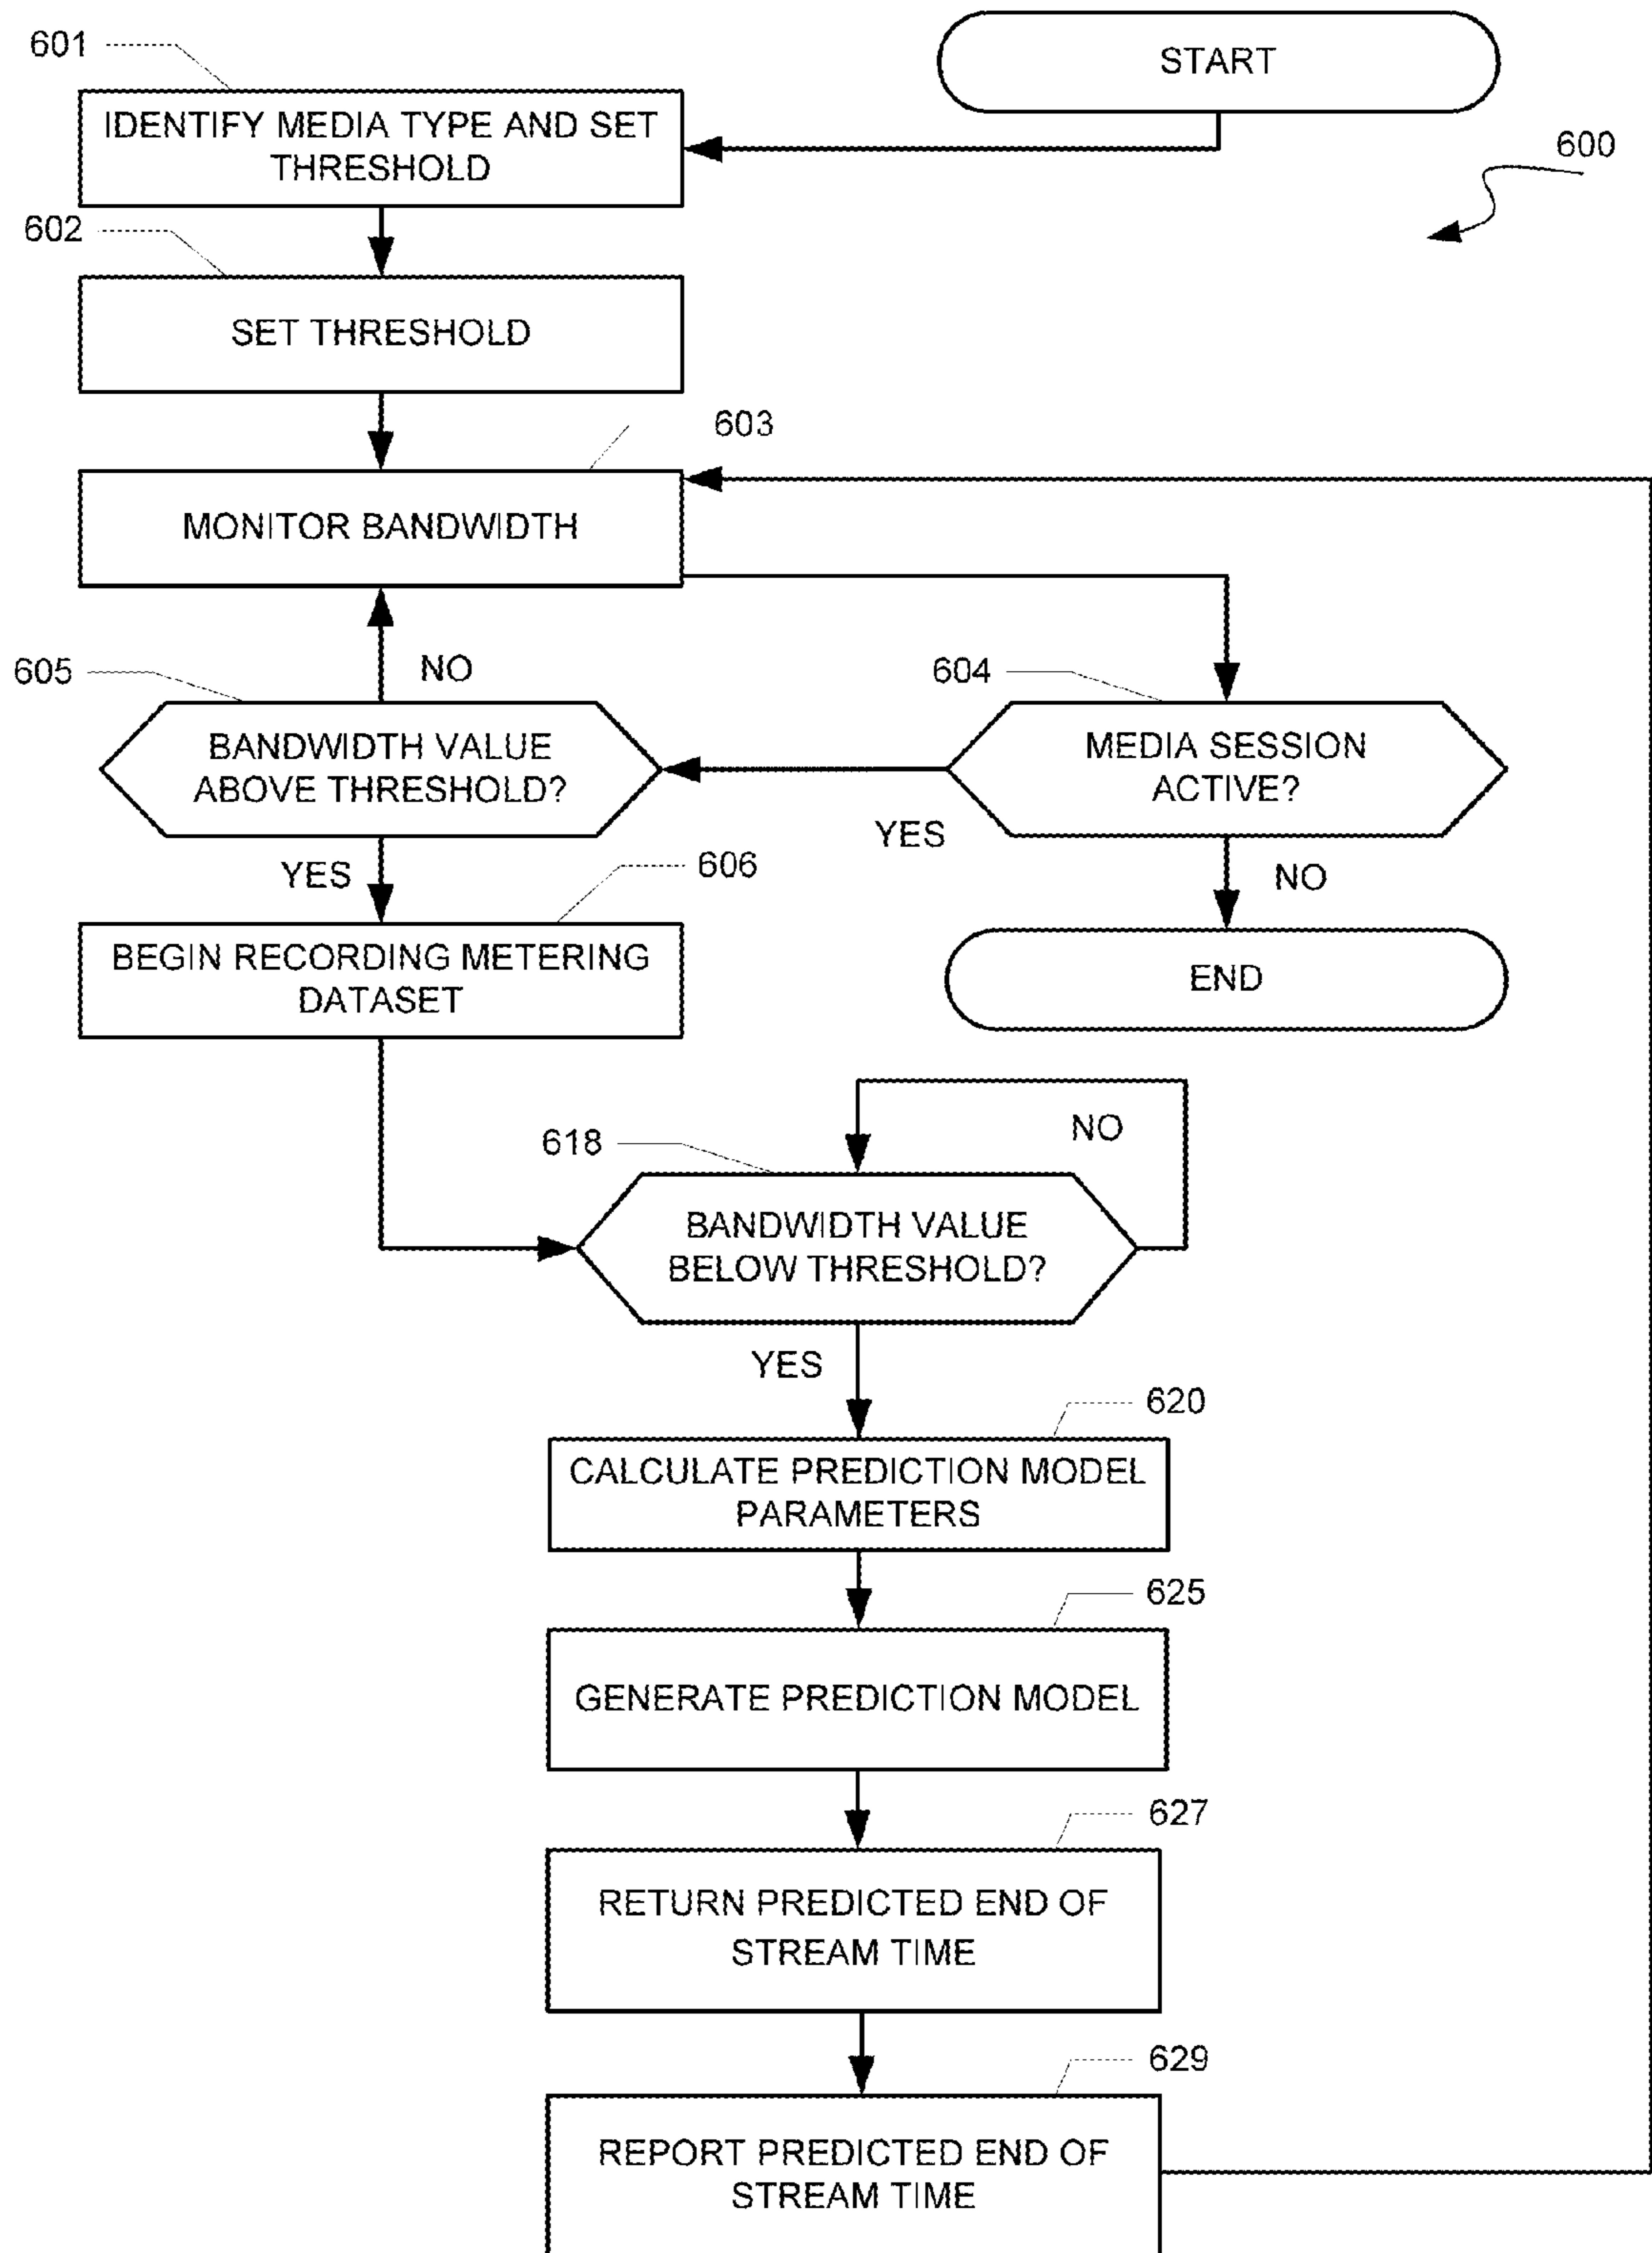 601
START
IDENTIFY MEDIA TYPE AND SET
THRESHOLD
600
602
SET THRESHOLD
603
MONITOR BANDWIDTH
NO
605
604
BANDWIDTH VALUE
ABOVE THRESHOLD?
MEDIA SESSION
ACTIVE?
YES
YES
606
NO
BEGIN RECORDING METERING
DATASET
END
NO
618
BANDWIDTH VALUE
BELOW THRESHOLD?
YES
620
CALCULATE PREDICTION MODEL
PARAMETERS
625
GENERATE PREDICTION MODEL
627
RETURN PREDICTED END OF
STREAM TIME
629
REPORT PREDICTED END OF
STREAM TIME